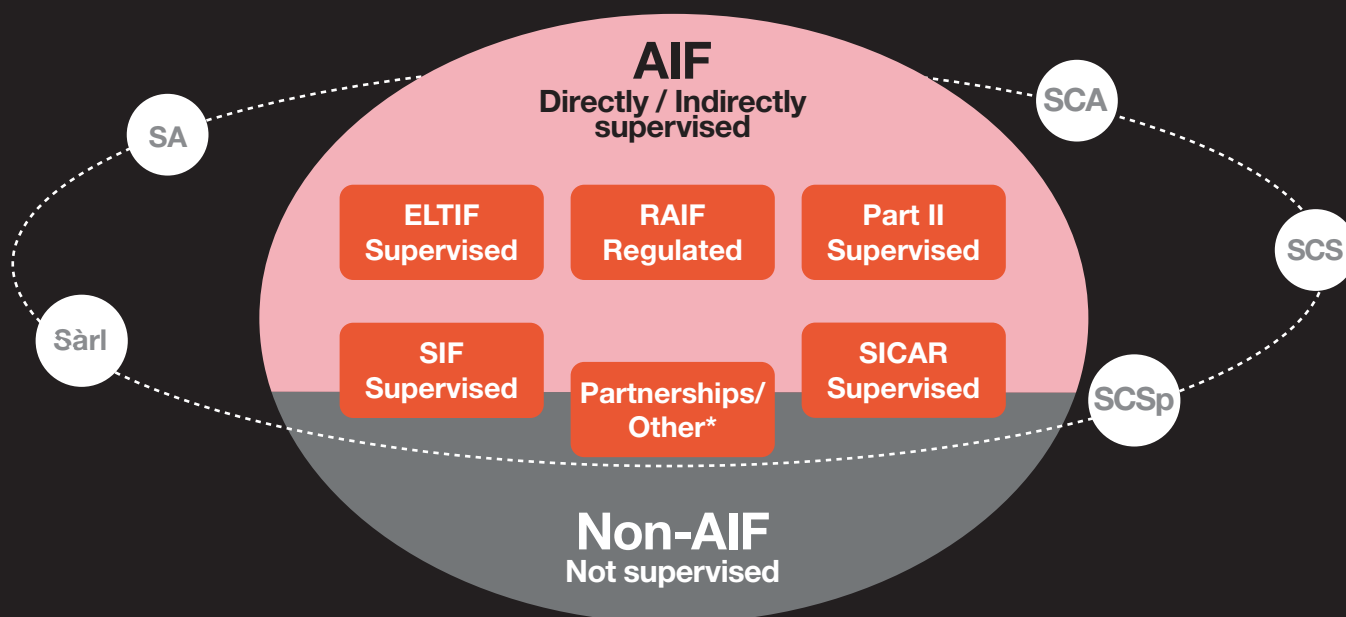 AIF
Directly / Indirectly
supervised
SA
SCA
ELTIF
Supervised
RAIF
Regulated
Part II
Supervised
SCS
Sàrl
SIF
Supervised
Partnerships/
Other*
SICAR
Supervised
SCSp
Non-AIF
Not supervised